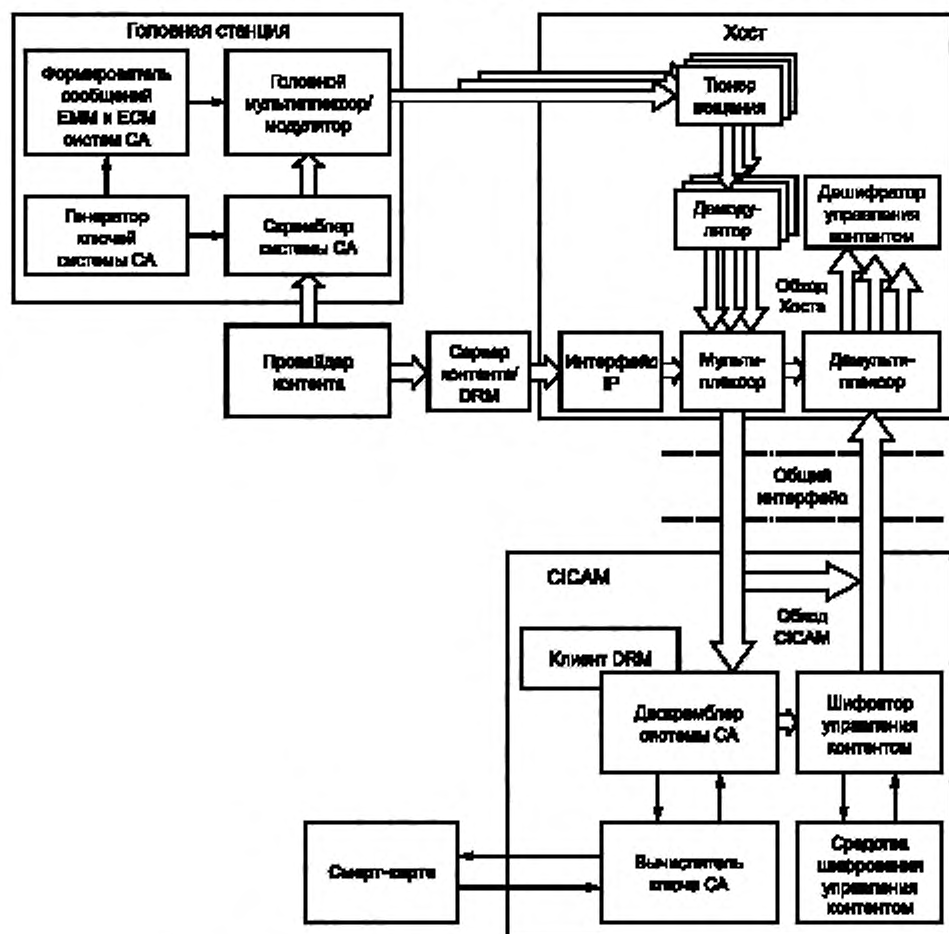 Головная станция
Формирователь
сообщений
EMM и ECM
систем CA
Головной
мультиплексор/
модулятор
Генератор
ключей
системы CA
Скремблер
системы CA
Провайдер
контента
Сервер
контента/
DRM
Хост
Тюнер
вещания
Демоду-
лятор
Дешифратор
управления
контентом
Обход
Хоста
Интерфейс
IP
Мульти-
плексор
Демульти-
плексор
Общий
интерфейс
CICAM
Обход
CICAM
Клиент DRM
Дескремблер
системы CA
Шифратор
управления
контентом
Смарт-карта
Вычислитель
ключа CA
Средства
шифрования
управления
контентом